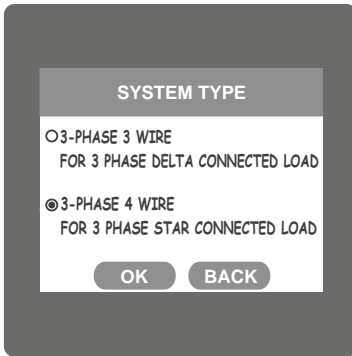 SYSTEM TYPE
3-PHASE 3 WIRE
FOR 3 PHASE DELTA CONNECTED LOAD
3-PHASE 4 WIRE
FOR 3 PHASE STAR CONNECTED LOAD
OK BACK